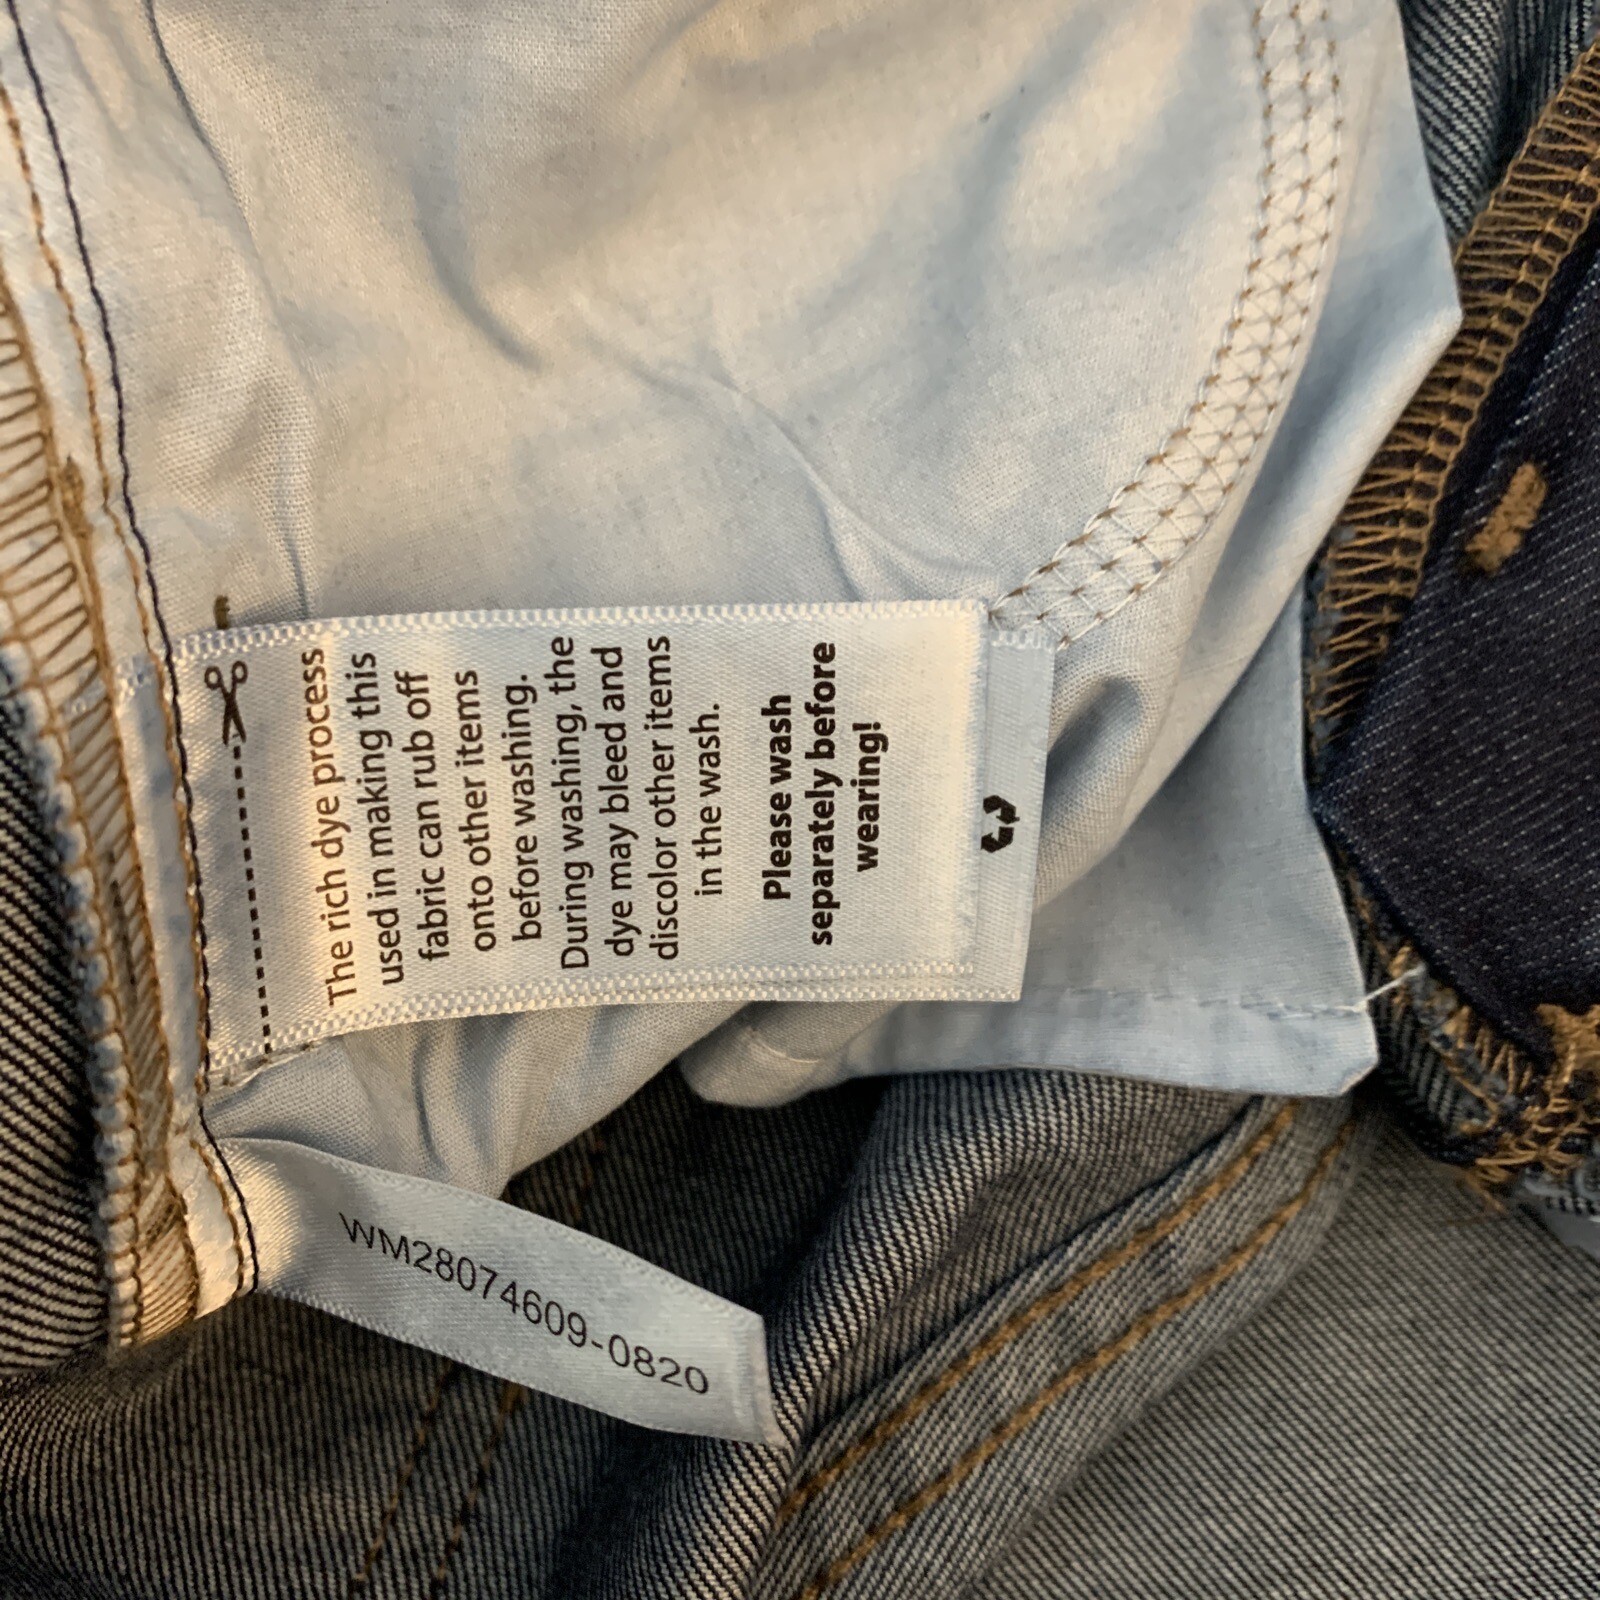 The rich dye process
used in making this
fabric can rub off
onto other items
before washing.
During washing, the
dye may bleed and
discolor other items
in the wash.
Please wash
separately before
wearing!
WM28074609-0820